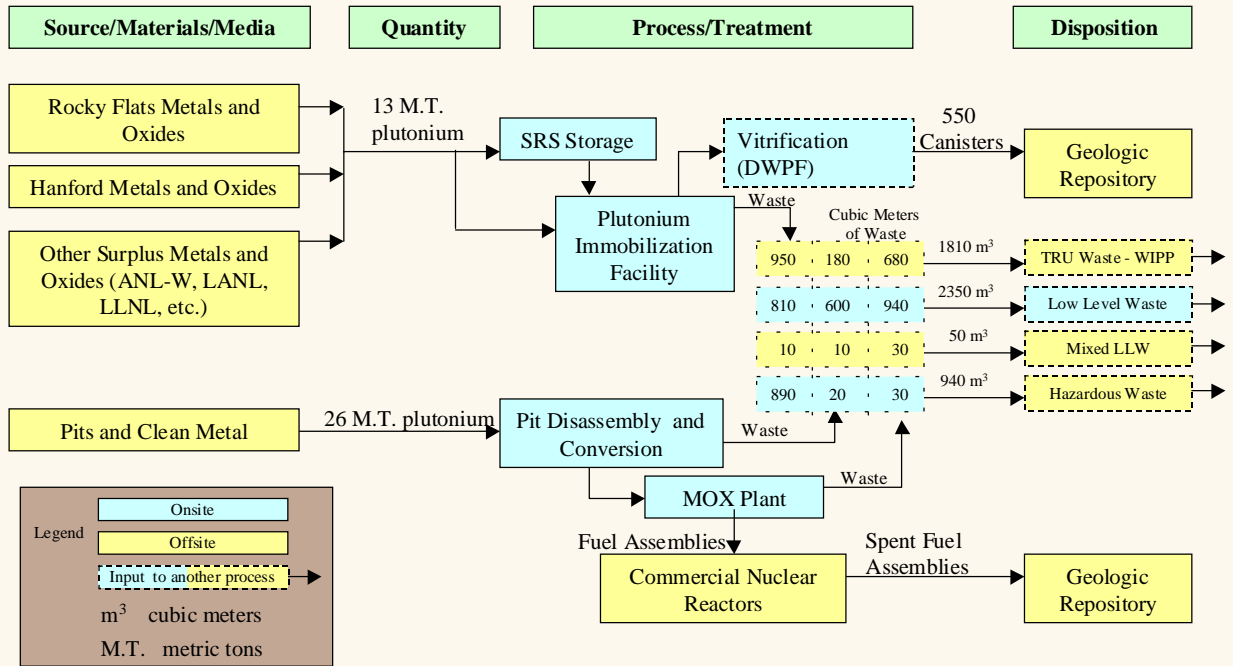 Source/Materials/Media
Quantity
Process/Treatment
Disposition
Rocky Flats Metals and
Oxides
Hanford Metals and Oxides
Other Surplus Metals and
Oxides (ANL-W, LANL,
LLNL, etc.)
13 M.T.
plutonium
SRS Storage
Vitrification
(DWPF)
550
Canisters
Geologic
Repository
Plutonium
Immobilization
Facility
Waste
Cubic Meters
of Waste
950 180 680
1810 m³
TRU Waste - WIPP
810 600 940
2350 m³
Low Level Waste
10 10 30
50 m³
Mixed LLW
890 20 30
940 m³
Hazardous Waste
Pits and Clean Metal
26 M.T. plutonium
Pit Disassembly and
Conversion
Waste
MOX Plant
Waste
Fuel Assemblies
Commercial Nuclear
Reactors
Spent Fuel
Assemblies
Geologic
Repository
Legend
Onsite
Offsite
Input to another process
m³ cubic meters
M.T. metric tons